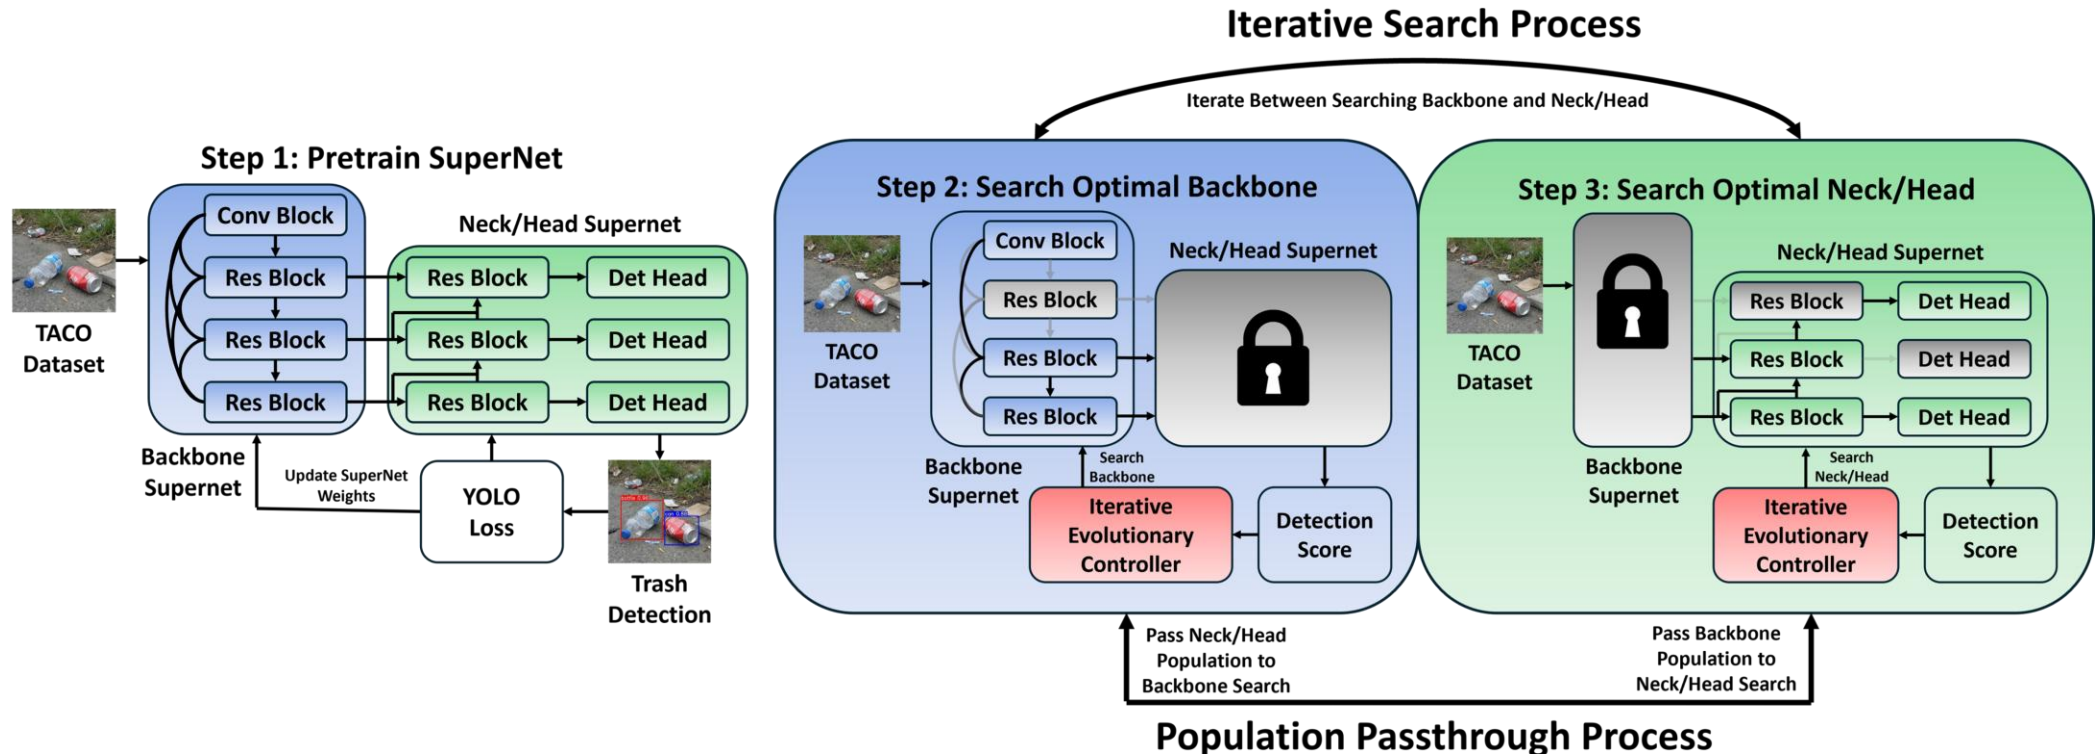 Iterative Search Process
Iterate Between Searching Backbone and Neck/Head
Step 1: Pretrain SuperNet
TACO
Dataset
Conv Block
Res Block
Res Block
Res Block
Backbone
Supernet
Neck/Head Supernet
Res Block
Det Head
Res Block
Det Head
Res Block
Det Head
Update SuperNet
Weights
YOLO
Loss
Trash
Detection
Step 2: Search Optimal Backbone
TACO
Dataset
Conv Block
Res Block
Res Block
Res Block
Neck/Head Supernet
Backbone
Supernet
Search
Backbone
Iterative
Evolutionary
Controller
Detection
Score
Step 3: Search Optimal Neck/Head
TACO
Dataset
Backbone
Supernet
Neck/Head Supernet
Res Block
Det Head
Res Block
Det Head
Res Block
Det Head
Search
Neck/Head
Iterative
Evolutionary
Controller
Detection
Score
Pass Neck/Head
Population to
Backbone Search
Pass Backbone
Population to
Neck/Head Search
Population Passthrough Process